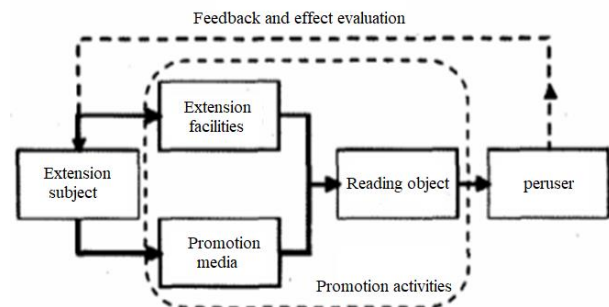 Feedback and effect evaluation
Extension
facilities
Extension
subject
Reading object
peruser
Promotion
media
Promotion activities